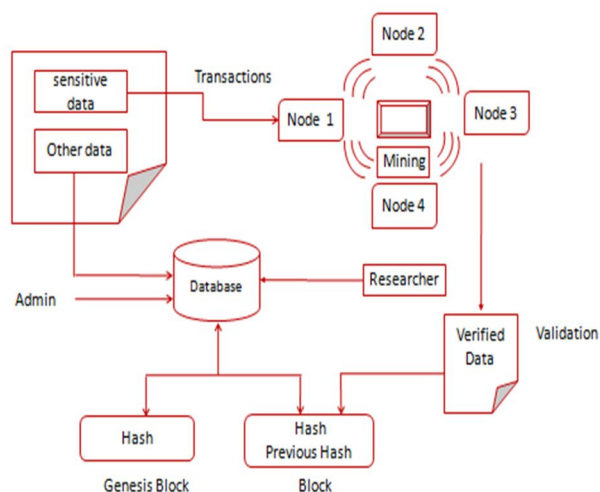 Node 2
sensitive
data
Transactions
Node 1
Node 3
Other data
Mining
Node 4
Database
Researcher
Admin
Verified
Data
Validation
Hash
Hash
Previous Hash
Genesis Block
Block